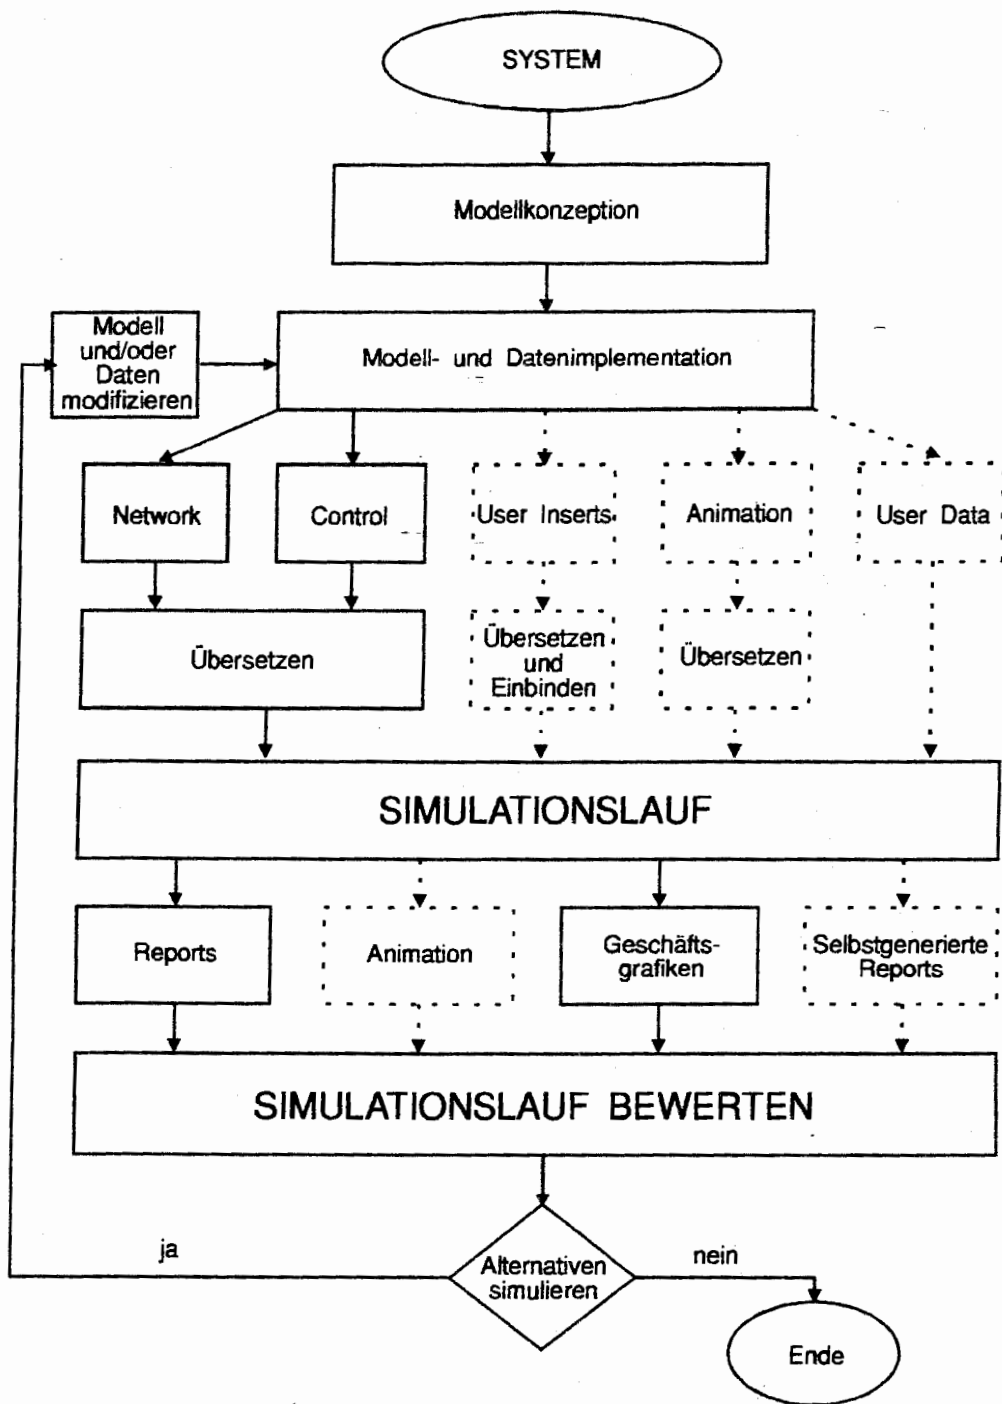 SYSTEM
Modellkonzeption
Modell
und/oder
Daten
modifizieren
Modell- und Datenimplementation
Network
Control
User Inserts
Animation
User Data
Übersetzen
Übersetzen
und
Einbinden
Übersetzen
SIMULATIONSLAUF
Reports
Animation
Geschäfts-
grafiken
Selbstgenerierte
Reports
SIMULATIONSLAUF BEWERTEN
ja
Alternativen
simulieren
nein
Ende